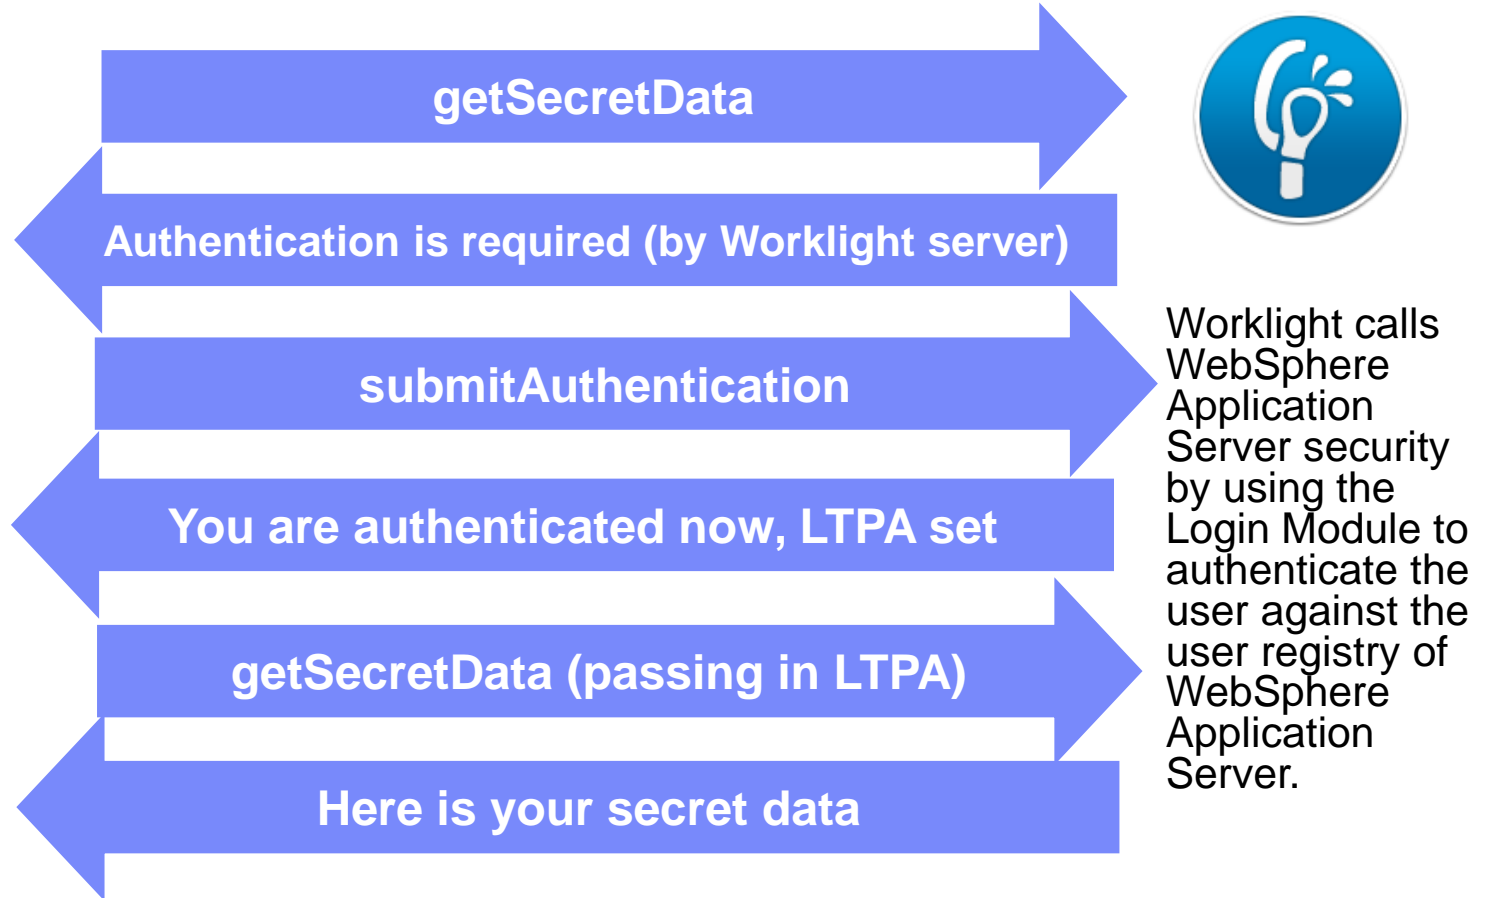 getSecretData
Authentication is required (by Worklight server)
submitAuthentication
You are authenticated now, LTPA set
getSecretData (passing in LTPA)
Here is your secret data
Worklight calls
WebSphere
Application
Server security
by using the
Login Module to
authenticate the
user against the
user registry of
WebSphere
Application
Server.